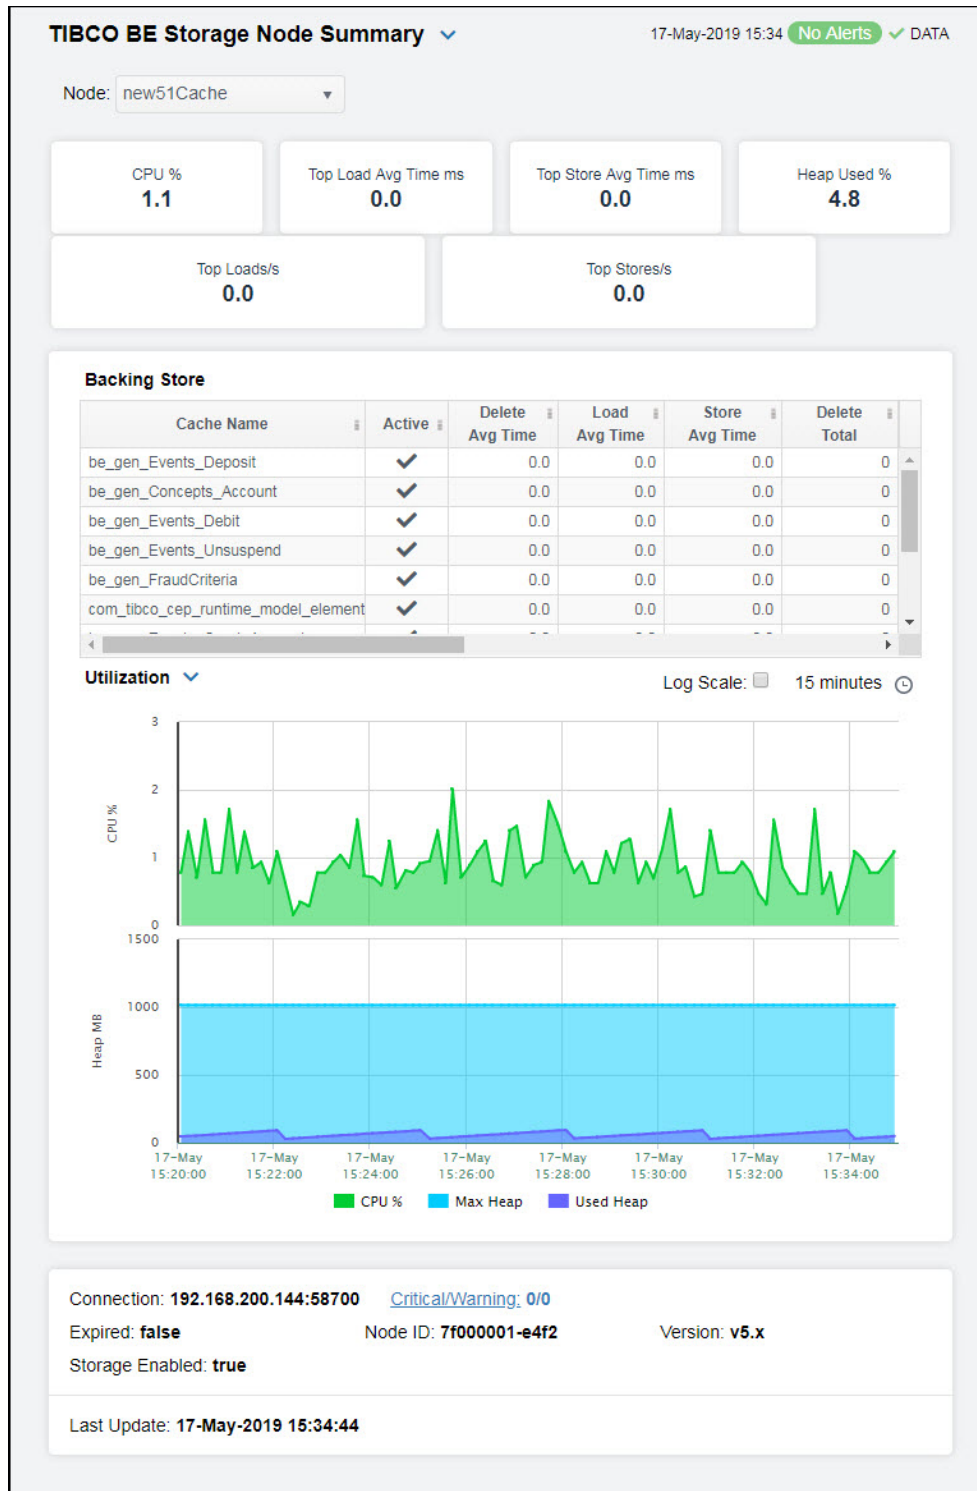 TIBCO BE Storage Node Summary 17-May-2019 15:34 No Alerts DATA
Node: new51Cache
CPU % Top Load Avg Time ms Top Store Avg Time ms Heap Used %
1.1 0.0 0.0 4.8
Top Loads/s Top Stores/s
0.0 0.0
Backing Store
Cache Name Active Delete Avg Time Load Avg Time Store Avg Time Delete Total
be_gen_Events_Deposit 0.0 0.0 0.0 0
be_gen_Concepts_Account 0.0 0.0 0.0 0
be_gen_Events_Debit 0.0 0.0 0.0 0
be_gen_Events_Unsuspend 0.0 0.0 0.0 0
be_gen_FraudCriteria 0.0 0.0 0.0 0
com_tibco_cep_runtime_model_element 0.0 0.0 0.0 0
Utilization Log Scale: 15 minutes
3
2
CPU %
1
0
1500
1000
Heap MB
500
0
17-May 17-May 17-May 17-May 17-May 17-May 17-May 17-May
15:20:00 15:22:00 15:24:00 15:26:00 15:28:00 15:30:00 15:32:00 15:34:00
CPU % Max Heap Used Heap
Connection: 192.168.200.144:58700 Critical/Warning: 0/0
Expired: false Node ID: 7f000001-e4f2 Version: v5.x
Storage Enabled: true
Last Update: 17-May-2019 15:34:44